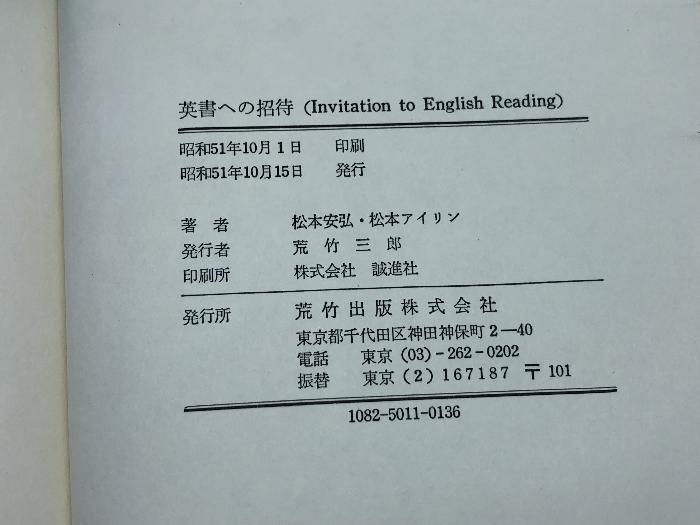 英書への招待 (Invitation to English Reading)
昭和51年10月1日 印刷
昭和51年10月15日 発行
著者 松本安弘・松本アイリン
発行者 荒竹三郎
印刷所 株式会社 誠進社
発行所 荒竹出版株式会社
東京都千代田区神田神保町2—40
電話 東京 (03)-262-0202
振替 東京 (2) 167187 〒101
1082-5011-0136